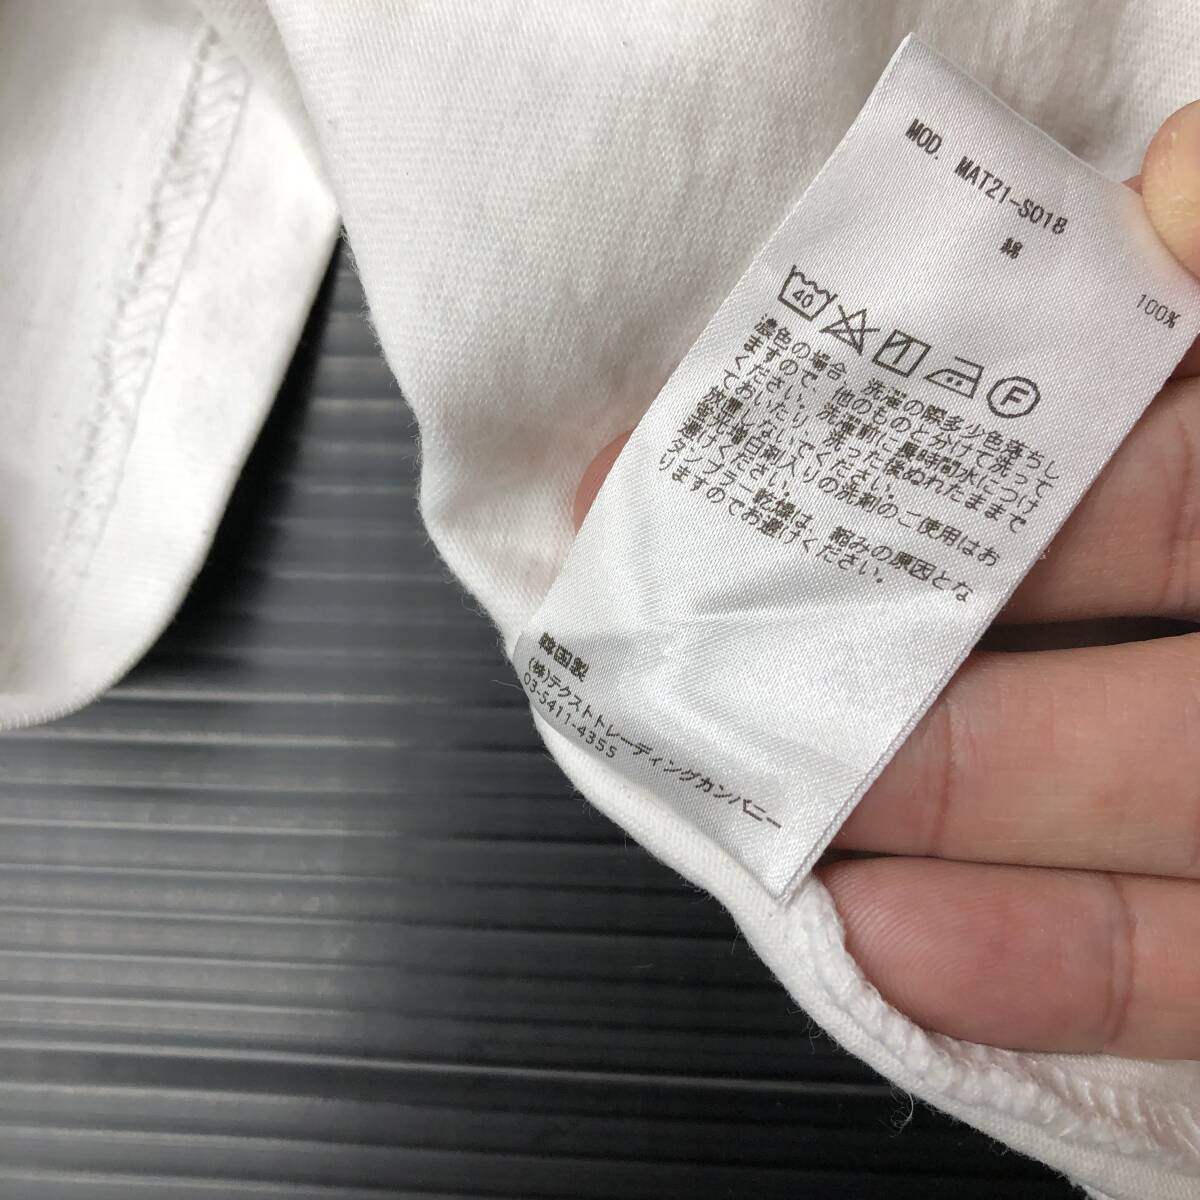 MOD. MAT21-S018
綿 100%
40 F
濃色の場合、洗濯の際多少色落ちし
ますので、他のものと分けて洗って
ください。洗濯前に長時間水につけ
ておいたり、洗った後ぬれたままで
放置しないでください。
蛍光増白剤入りの洗剤のご使用はお
避けください。
タンブラー乾燥は、縮みの原因とな
りますのでお避けください。
韓国製
(株)テクストトレーディングカンパニー
03-5411-4355